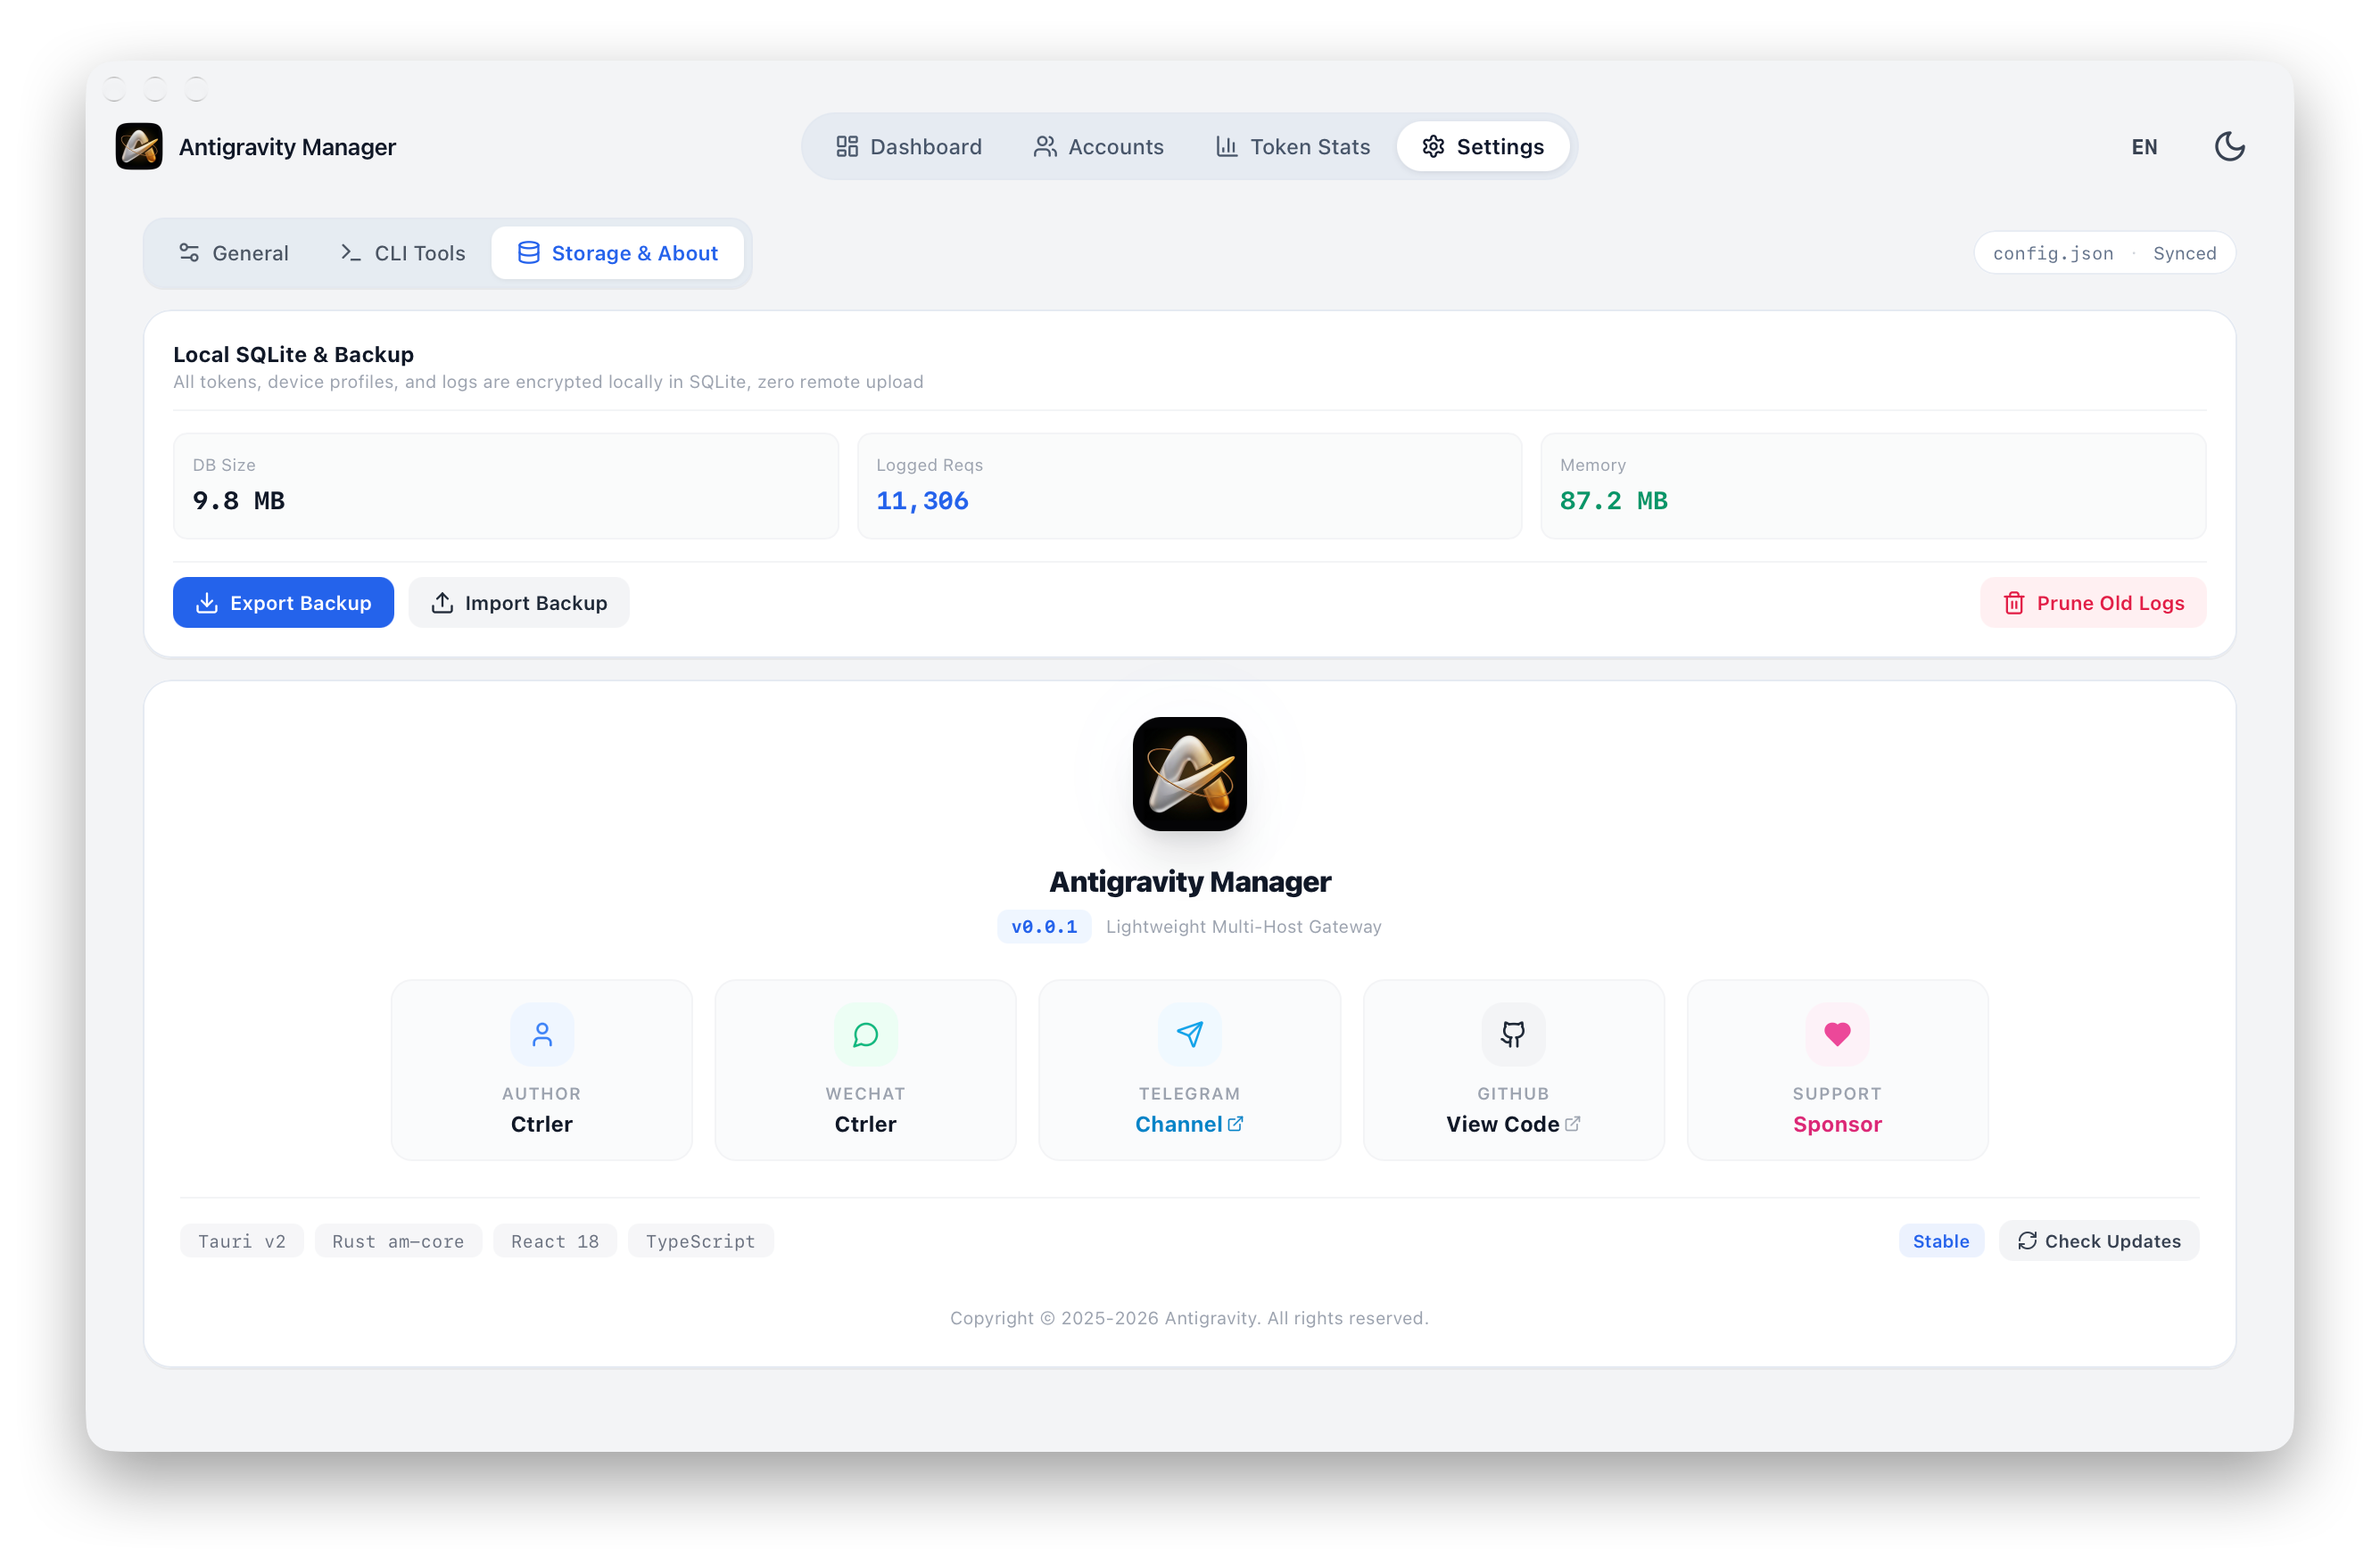 Antigravity Manager
Dashboard
Accounts
Token Stats
Settings
EN
General
CLI Tools
Storage & About
config.json · Synced
Local SQLite & Backup
All tokens, device profiles, and logs are encrypted locally in SQLite, zero remote upload
DB Size
9.8 MB
Logged Reqs
11,306
Memory
87.2 MB
Export Backup
Import Backup
Prune Old Logs
Antigravity Manager
v0.0.1 Lightweight Multi-Host Gateway
AUTHOR
Ctrler
WECHAT
Ctrler
TELEGRAM
Channel
GITHUB
View Code
SUPPORT
Sponsor
Tauri v2
Rust am-core
React 18
TypeScript
Stable
Check Updates
Copyright © 2025-2026 Antigravity. All rights reserved.